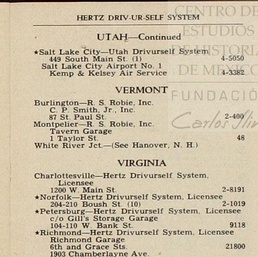 HERTZ DRIV-UR-SELF SYSTEM
UTAH—Continued
★Salt Lake City—Utah Drivurself System
449 South Main St. (1) 4-5050
Salt Lake City Airport No. 1
Kemp & Kelsey Air Service 4-3382
VERMONT
Burlington—R. S. Robie, Inc.
C. P. Smith, Jr., Inc.
87 St. Paul St. 2-400
Montpelier—R. S. Robie, Inc.
Tavern Garage
1 Taylor St. 48
White River Jct.—(See Hanover, N. H.)
VIRGINIA
Charlottesville—Hertz Drivurself System,
Licensee
1200 W. Main St. 2-8191
★Norfolk—Hertz Drivurself System, Licensee
204-210 Boush St. (10) 2-1019
★Petersburg—Hertz Drivurself System, Licensee
c/o Gill's Storage Garage
104-110 W. Bank St. 9118
★Richmond—Hertz Drivurself System, Licensee
Richmond Garage
6th and Grace Sts. 21800
1903 Chamberlayne Ave.
CENTRO DE
ESTUDIOS
HISTORIA
DE MÉXICO
FUNDACIÓ
Carlos Sli